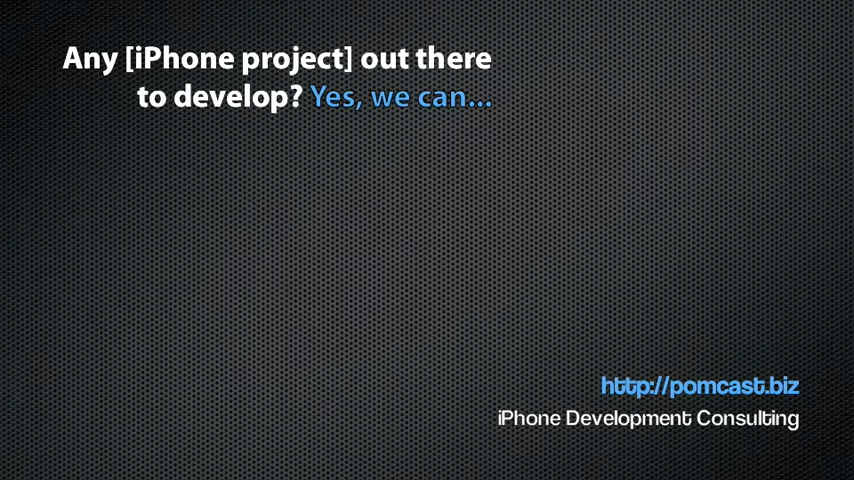 Any [iPhone project] out there
to develop? Yes, we can...
http://pomcast.biz
iPhone Development Consulting